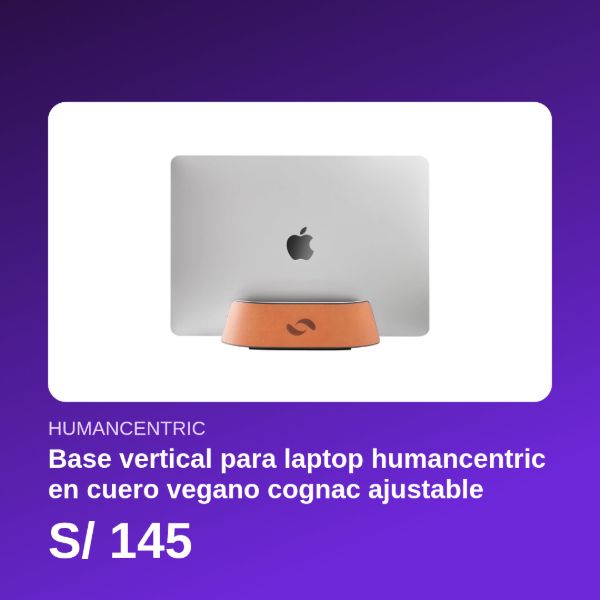 HUMANCENTRIC
Base vertical para laptop humancentric
en cuero vegano cognac ajustable
S/ 145